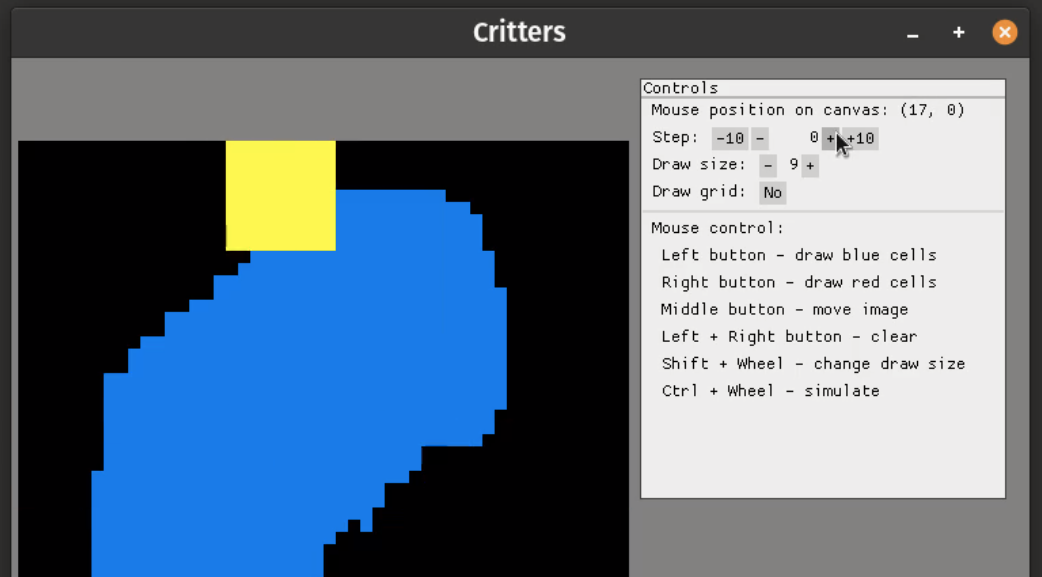 Critters
Controls
Mouse position on canvas: (17, 0)
Step: -10 - 0 + +10
Draw size: - 9 +
Draw grid: No
Mouse control:
Left button - draw blue cells
Right button - draw red cells
Middle button - move image
Left + Right button - clear
Shift + Wheel - change draw size
Ctrl + Wheel - simulate